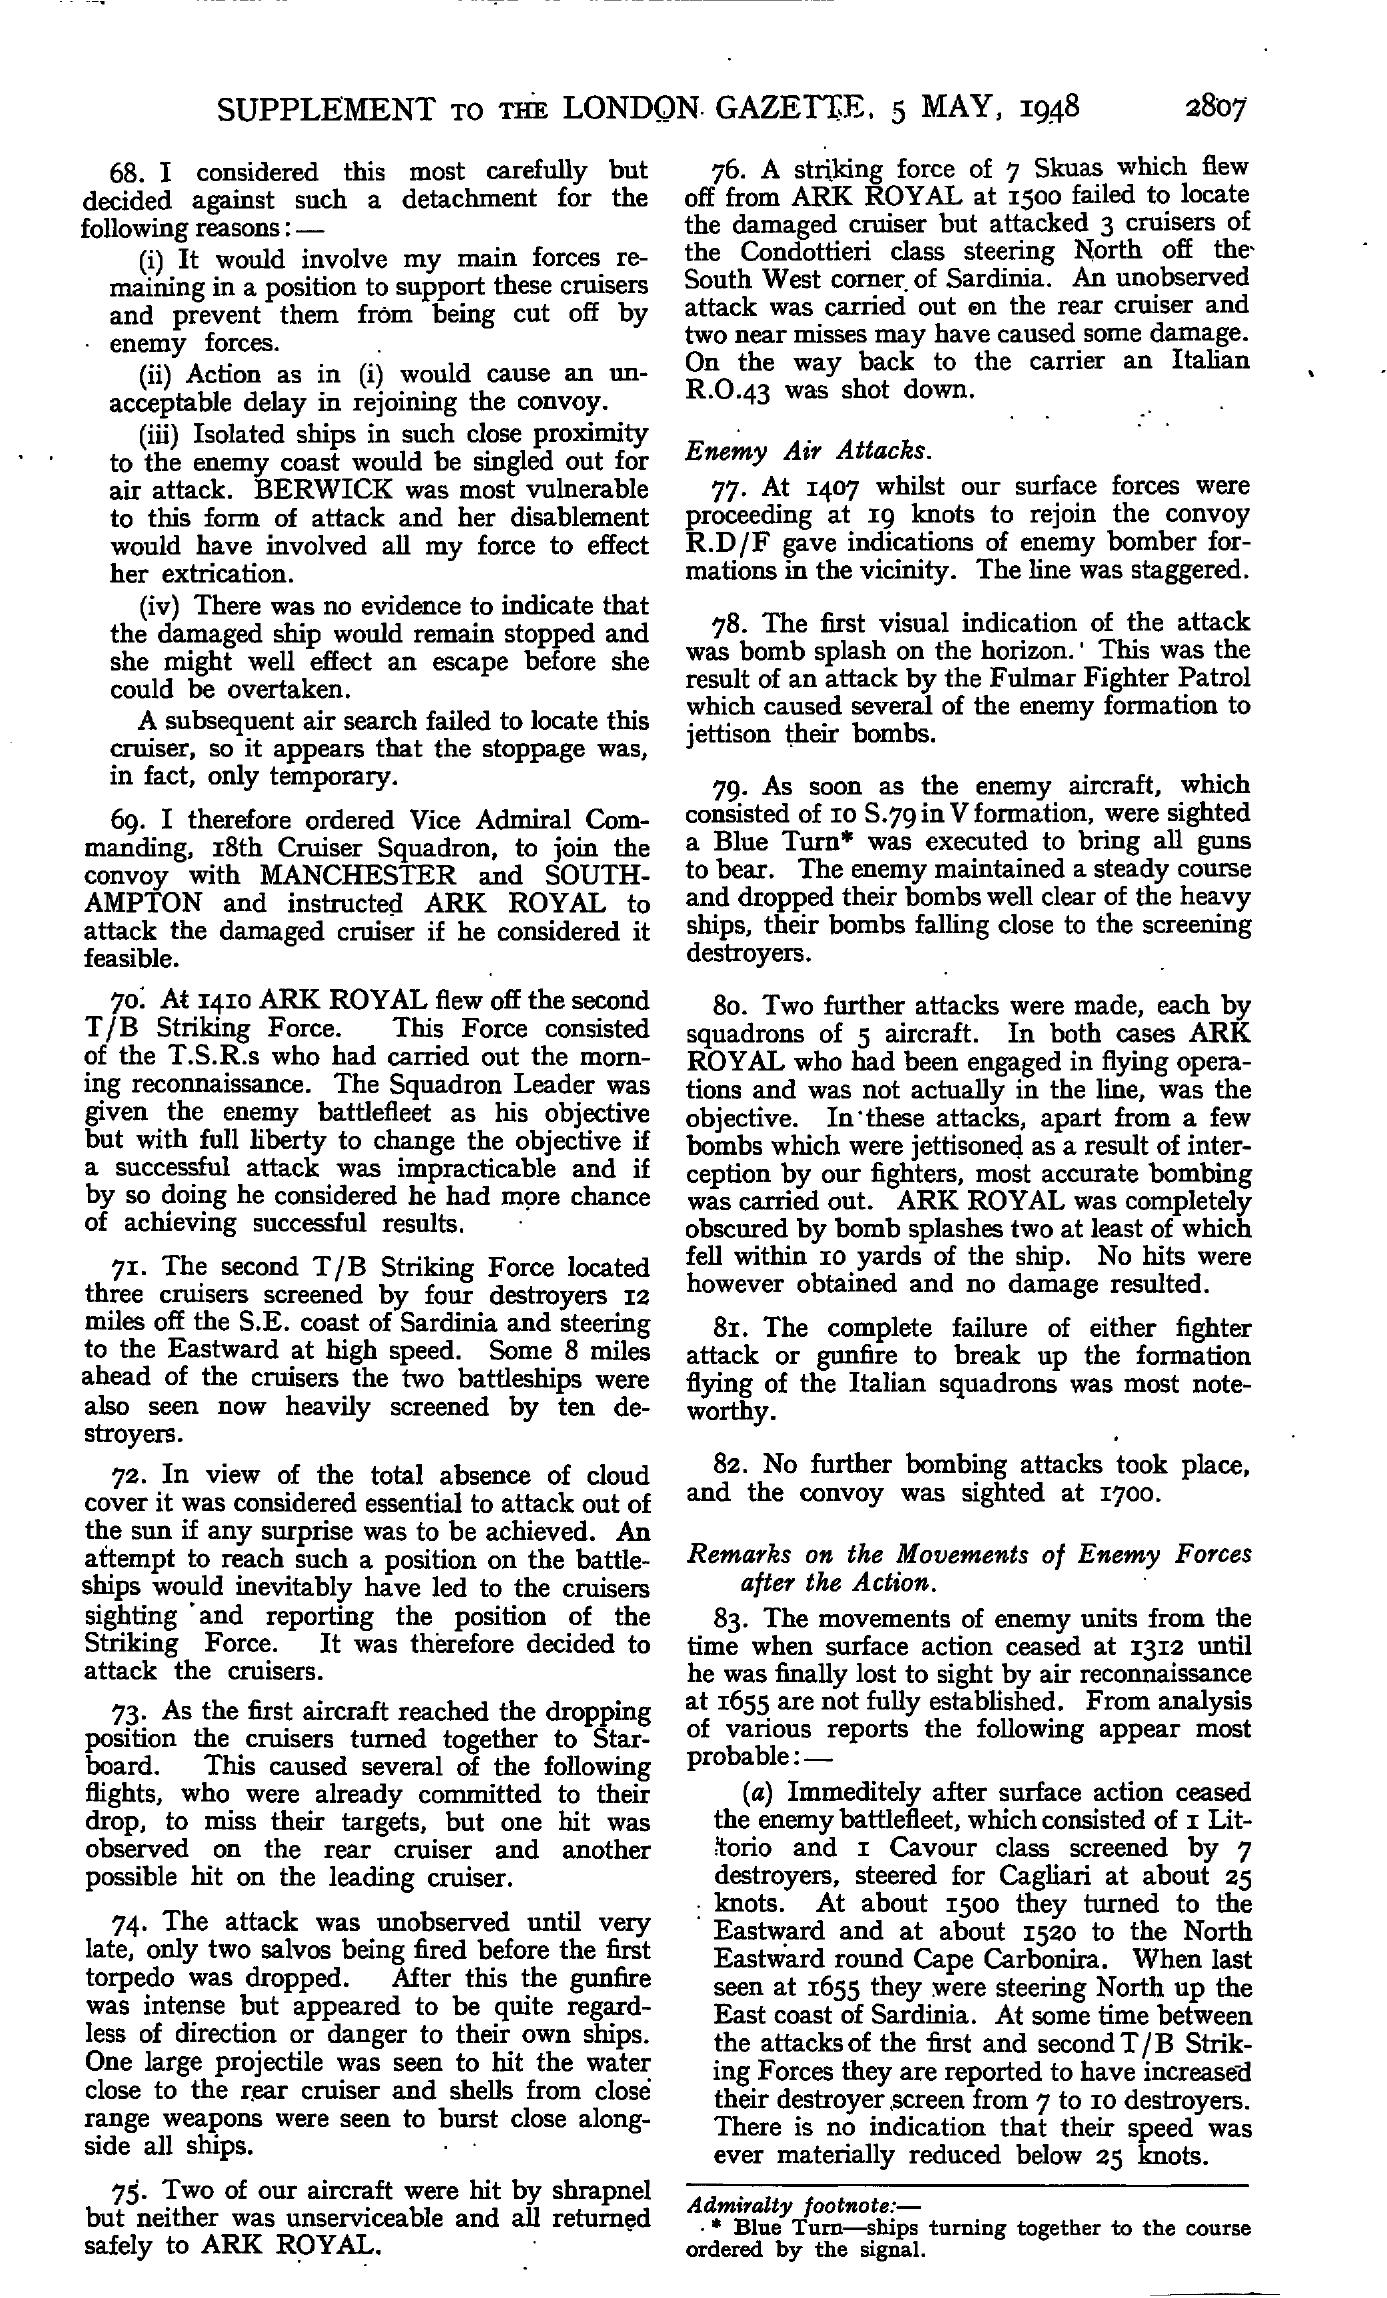 SUPPLEMENT TO THE LONDON GAZETTE, 5 MAY, 1948 2807
68. I considered this most carefully but
decided against such a detachment for the
following reasons:—
(i) It would involve my main forces re-
maining in a position to support these cruisers
and prevent them from being cut off by
enemy forces.
(ii) Action as in (i) would cause an un-
acceptable delay in rejoining the convoy.
(iii) Isolated ships in such close proximity
to the enemy coast would be singled out for
air attack. BERWICK was most vulnerable
to this form of attack and her disablement
would have involved all my force to effect
her extrication.
(iv) There was no evidence to indicate that
the damaged ship would remain stopped and
she might well effect an escape before she
could be overtaken.
A subsequent air search failed to locate this
cruiser, so it appears that the stoppage was,
in fact, only temporary.
69. I therefore ordered Vice Admiral Com-
manding, 18th Cruiser Squadron, to join the
convoy with MANCHESTER and SOUTH-
AMPTON and instructed ARK ROYAL to
attack the damaged cruiser if he considered it
feasible.
70. At 1410 ARK ROYAL flew off the second
T/B Striking Force. This Force consisted
of the T.S.R.s who had carried out the morn-
ing reconnaissance. The Squadron Leader was
given the enemy battlefleet as his objective
but with full liberty to change the objective if
a successful attack was impracticable and if
by so doing he considered he had more chance
of achieving successful results.
71. The second T/B Striking Force located
three cruisers screened by four destroyers 12
miles off the S.E. coast of Sardinia and steering
to the Eastward at high speed. Some 8 miles
ahead of the cruisers the two battleships were
also seen now heavily screened by ten de-
stroyers.
72. In view of the total absence of cloud
cover it was considered essential to attack out of
the sun if any surprise was to be achieved. An
attempt to reach such a position on the battle-
ships would inevitably have led to the cruisers
sighting and reporting the position of the
Striking Force. It was therefore decided to
attack the cruisers.
73. As the first aircraft reached the dropping
position the cruisers turned together to Star-
board. This caused several of the following
flights, who were already committed to their
drop, to miss their targets, but one hit was
observed on the rear cruiser and another
possible hit on the leading cruiser.
74. The attack was unobserved until very
late, only two salvos being fired before the first
torpedo was dropped. After this the gunfire
was intense but appeared to be quite regard-
less of direction or danger to their own ships.
One large projectile was seen to hit the water
close to the rear cruiser and shells from close
range weapons were seen to burst close along-
side all ships.
75. Two of our aircraft were hit by shrapnel
but neither was unserviceable and all returned
safely to ARK ROYAL.
76. A striking force of 7 Skuas which flew
off from ARK ROYAL at 1500 failed to locate
the damaged cruiser but attacked 3 cruisers of
the Condottieri class steering North off the
South West corner of Sardinia. An unobserved
attack was carried out on the rear cruiser and
two near misses may have caused some damage.
On the way back to the carrier an Italian
R.O.43 was shot down.
Enemy Air Attacks.
77. At 1407 whilst our surface forces were
proceeding at 19 knots to rejoin the convoy
R.D/F gave indications of enemy bomber for-
mations in the vicinity. The line was staggered.
78. The first visual indication of the attack
was bomb splash on the horizon. This was the
result of an attack by the Fulmar Fighter Patrol
which caused several of the enemy formation to
jettison their bombs.
79. As soon as the enemy aircraft, which
consisted of 10 S.79 in V formation, were sighted
a Blue Turn* was executed to bring all guns
to bear. The enemy maintained a steady course
and dropped their bombs well clear of the heavy
ships, their bombs falling close to the screening
destroyers.
80. Two further attacks were made, each by
squadrons of 5 aircraft. In both cases ARK
ROYAL who had been engaged in flying opera-
tions and was not actually in the line, was the
objective. In these attacks, apart from a few
bombs which were jettisoned as a result of inter-
ception by our fighters, most accurate bombing
was carried out. ARK ROYAL was completely
obscured by bomb splashes two at least of which
fell within 10 yards of the ship. No hits were
however obtained and no damage resulted.
81. The complete failure of either fighter
attack or gunfire to break up the formation
flying of the Italian squadrons was most note-
worthy.
82. No further bombing attacks took place,
and the convoy was sighted at 1700.
Remarks on the Movements of Enemy Forces
after the Action.
83. The movements of enemy units from the
time when surface action ceased at 1312 until
he was finally lost to sight by air reconnaissance
at 1655 are not fully established. From analysis
of various reports the following appear most
probable:—
(a) Immeditely after surface action ceased
the enemy battlefleet, which consisted of 1 Lit-
torio and 1 Cavour class screened by 7
destroyers, steered for Cagliari at about 25
knots. At about 1500 they turned to the
Eastward and at about 1520 to the North
Eastward round Cape Carbonira. When last
seen at 1655 they were steering North up the
East coast of Sardinia. At some time between
the attacks of the first and second T/B Strik-
ing Forces they are reported to have increased
their destroyer screen from 7 to 10 destroyers.
There is no indication that their speed was
ever materially reduced below 25 knots.
Admiralty footnote:—
* Blue Turn—ships turning together to the course
ordered by the signal.